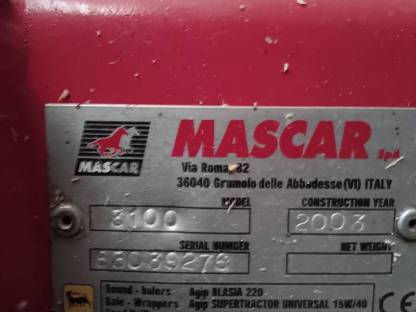 MASCAR SpA
MASCAR
Via Roma, 82
36040 Grumolo delle Abbadesse (VI) ITALY
MODEL CONSTRUCTION YEAR
3100 2003
SERIAL NUMBER NET WEIGHT
CE
Round - balers Agip BLASIA 220
Bale - Wrappers Agip SUPERTRACTOR UNIVERSAL 15W/40